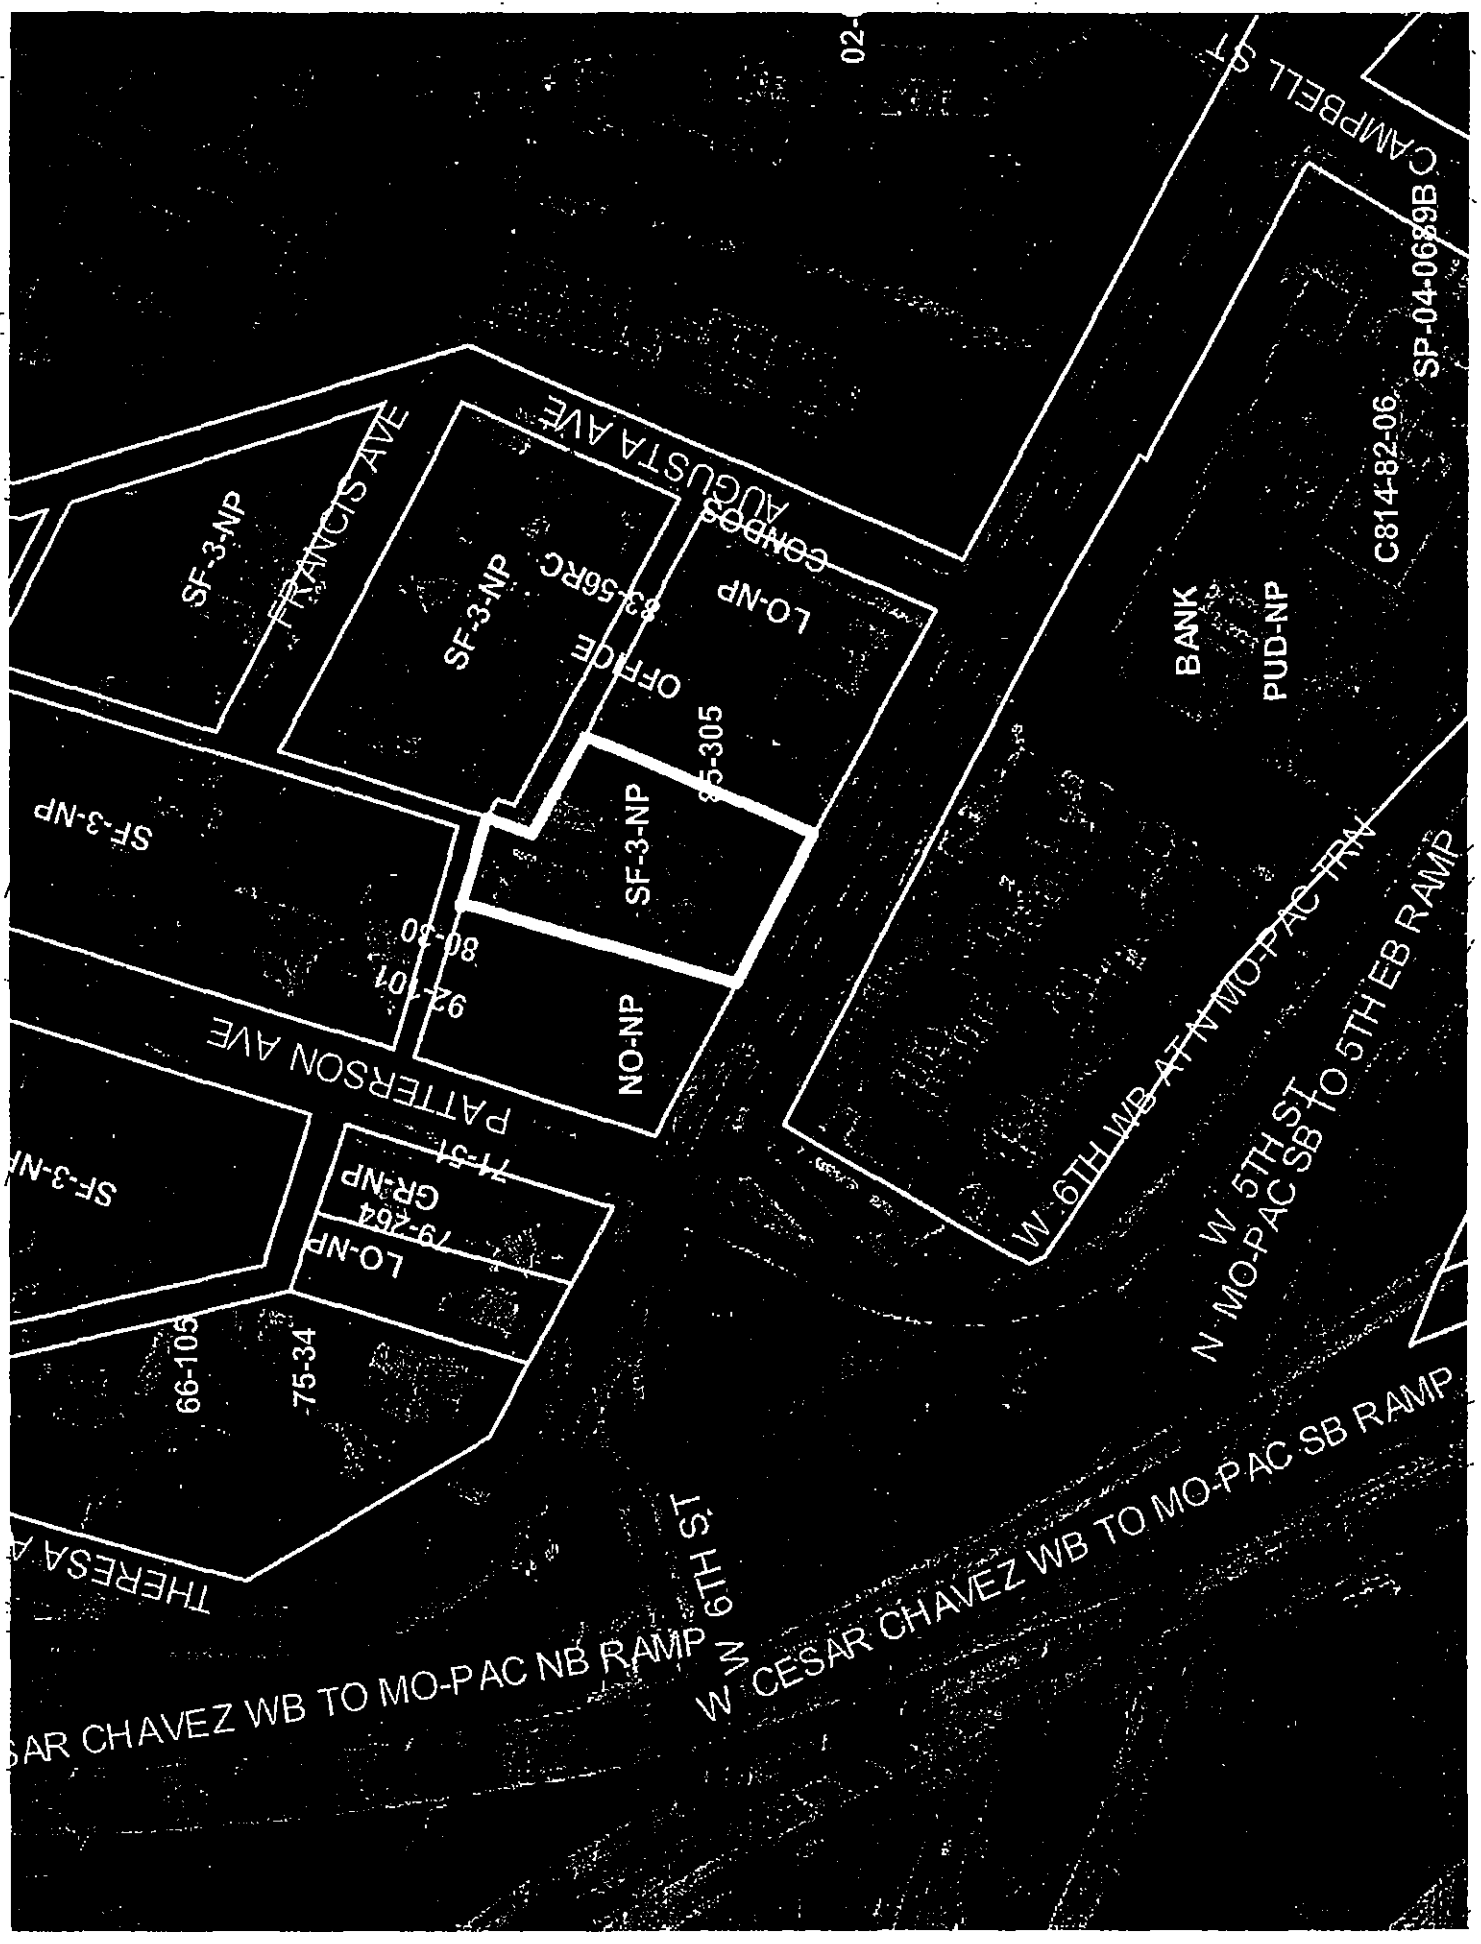 02-
CAMPBELL ST
SP-04-0689B C
C814-82-06
BANK
PUD-NP
AUGUSTA AVE
CONDOS
LO-NP
83-56RC
OFFICE
85-305
SF-3-NP
FRANCIS AVE
SF-3-NP
SF-3-NP
SF-3-NP
80-30
92-101
NO-NP
PATTERSON AVE
SF-3-NP
71-51
GR-NP
79-264
LO-NP
66-105
75-34
THERESA A
W 6TH WB AT N MO-PAC TRN
W 5TH ST
N MO-PAC SB TO 5TH EB RAMP
W 6TH ST
W CESAR CHAVEZ WB TO MO-PAC SB RAMP
SAR CHAVEZ WB TO MO-PAC NB RAMP